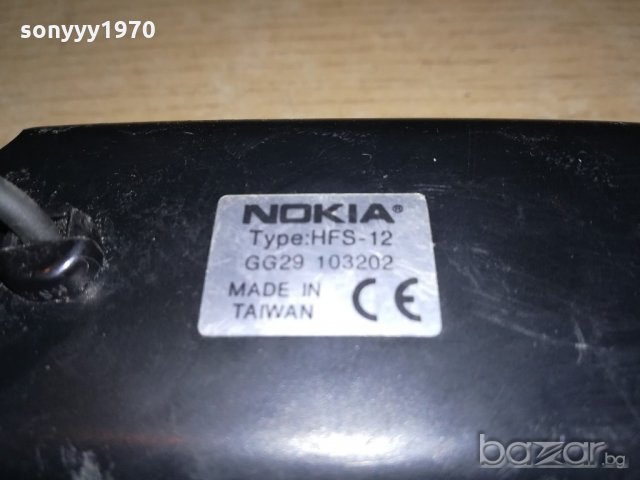 sonyyy1970
NOKIA®
Type:HFS-12
GG29 103202
MADE IN
TAIWAN
CE
bazar.bg